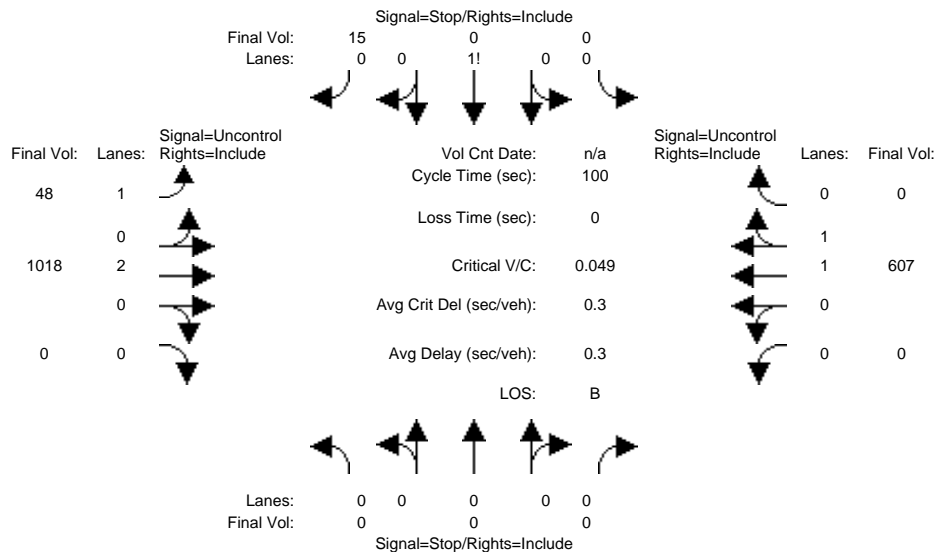 Signal=Stop/Rights=Include
Final Vol: 15 0 0
Lanes: 0 0 1! 0 0
Signal=Uncontrol Signal=Uncontrol
Final Vol: Lanes: Rights=Include Vol Cnt Date: n/a Rights=Include Lanes: Final Vol:
Cycle Time (sec): 100
48 1 0 0
Loss Time (sec): 0
0 1
1018 2 Critical V/C: 0.049 1 607
0 Avg Crit Del (sec/veh): 0.3 0
0 0 Avg Delay (sec/veh): 0.3 0 0
LOS: B
Lanes: 0 0 0 0 0
Final Vol: 0 0 0
Signal=Stop/Rights=Include